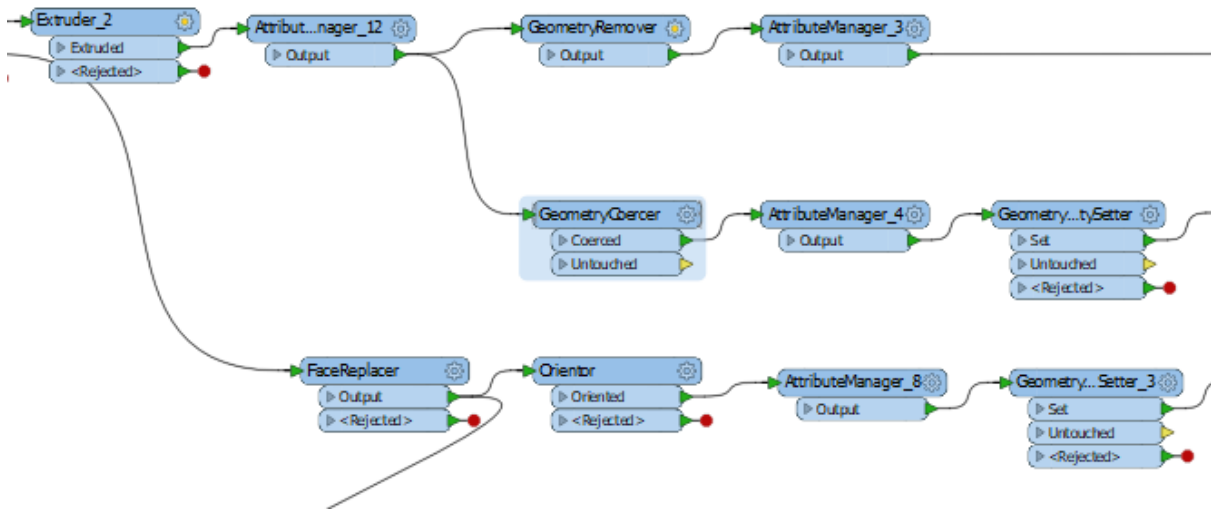 Extruder_2
Extruded
<Rejected>
Attribut...nager_12
Output
GeometryRemover
Output
AttributeManager_3
Output
GeometryCoercer
Coerced
Untouched
AttributeManager_4
Output
Geometry...tySetter
Set
Untouched
<Rejected>
FaceReplacer
Output
<Rejected>
Orientor
Oriented
<Rejected>
AttributeManager_8
Output
Geometry...Setter_3
Set
Untouched
<Rejected>